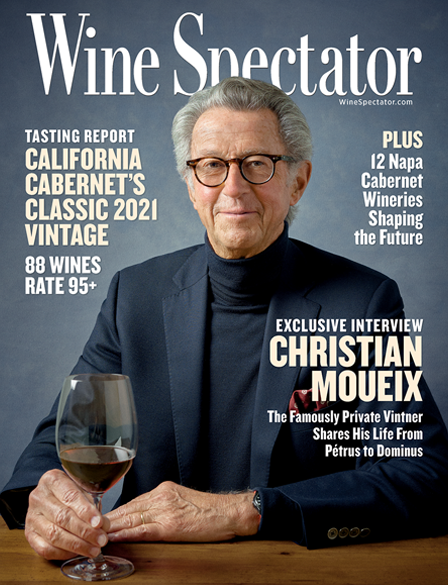 Wine Spectator
WineSpectator.com
TASTING REPORT
CALIFORNIA
CABERNET'S
CLASSIC 2021
VINTAGE
88 WINES
RATE 95+
PLUS
12 Napa
Cabernet
Wineries
Shaping
the Future
EXCLUSIVE INTERVIEW
CHRISTIAN
MOUEIX
The Famously Private Vintner
Shares His Life From
Pétrus to Dominus